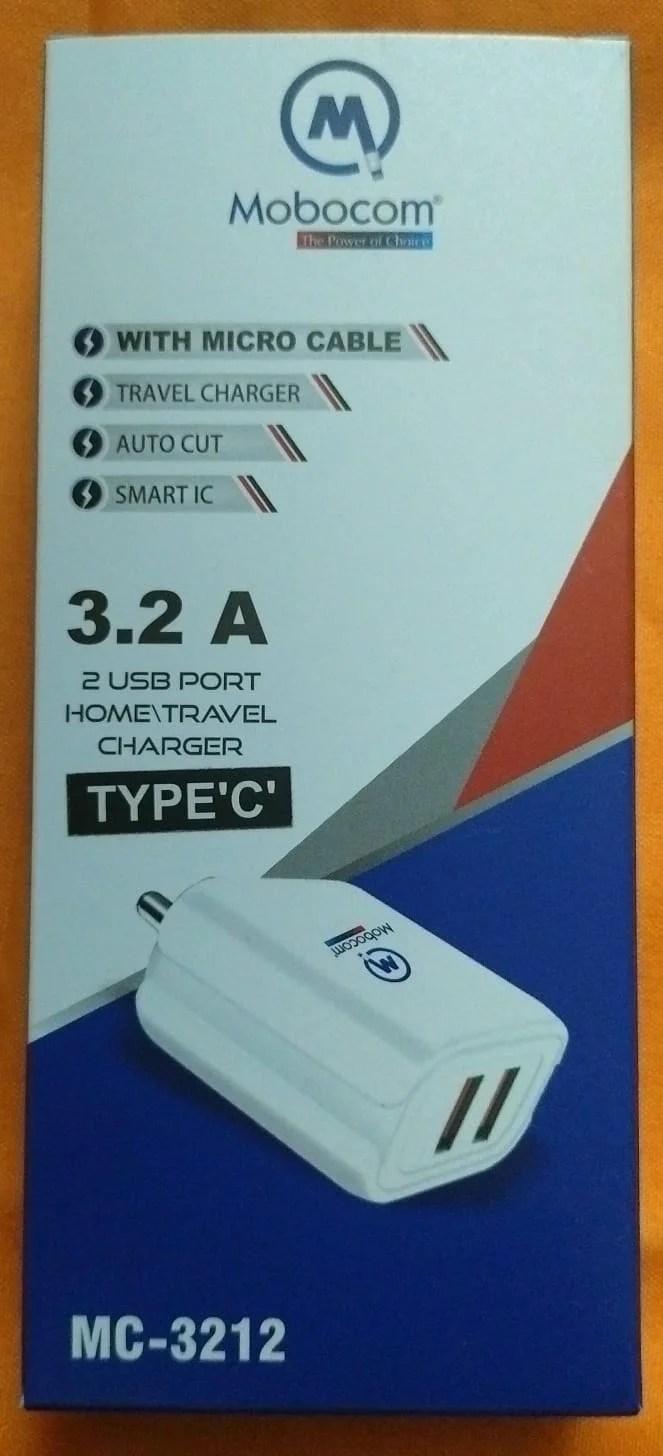 M
Mobocom®
The Power of Choice
WITH MICRO CABLE
TRAVEL CHARGER
AUTO CUT
SMART IC
3.2 A
2 USB PORT
HOME\TRAVEL
CHARGER
TYPE'C'
M
Mobocom
MC-3212